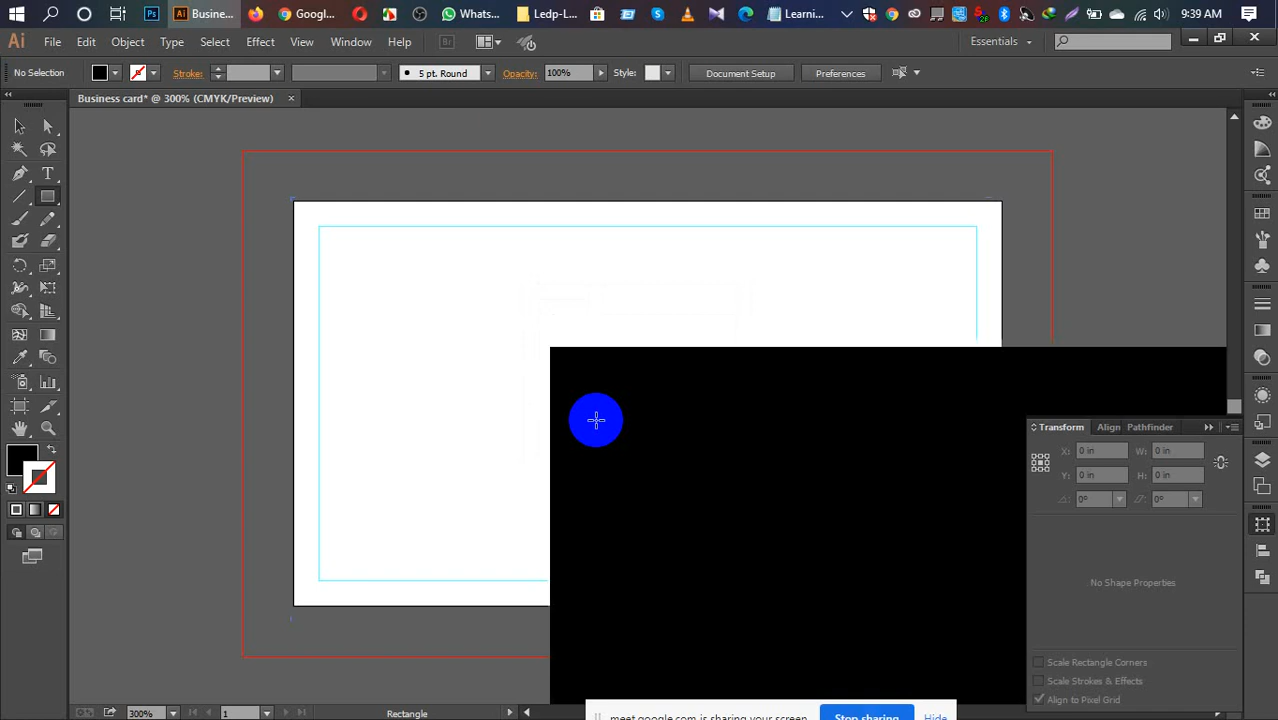 Busine...
Googl...
Whats...
Ledp-L...
Learni...
9:39 AM
Ai File Edit Object Type Select Effect View Window Help Br Essentials
No Selection Stroke: 5 pt. Round Opacity: 100% Style: Document Setup Preferences
Business card* @ 300% (CMYK/Preview)
Transform Align Pathfinder
X: 0 in W: 0 in
Y: 0 in H: 0 in
0° 0°
No Shape Properties
Scale Rectangle Corners
Scale Strokes & Effects
Align to Pixel Grid
300% 1 Rectangle
meet.google.com is sharing your screen. Stop sharing Hide